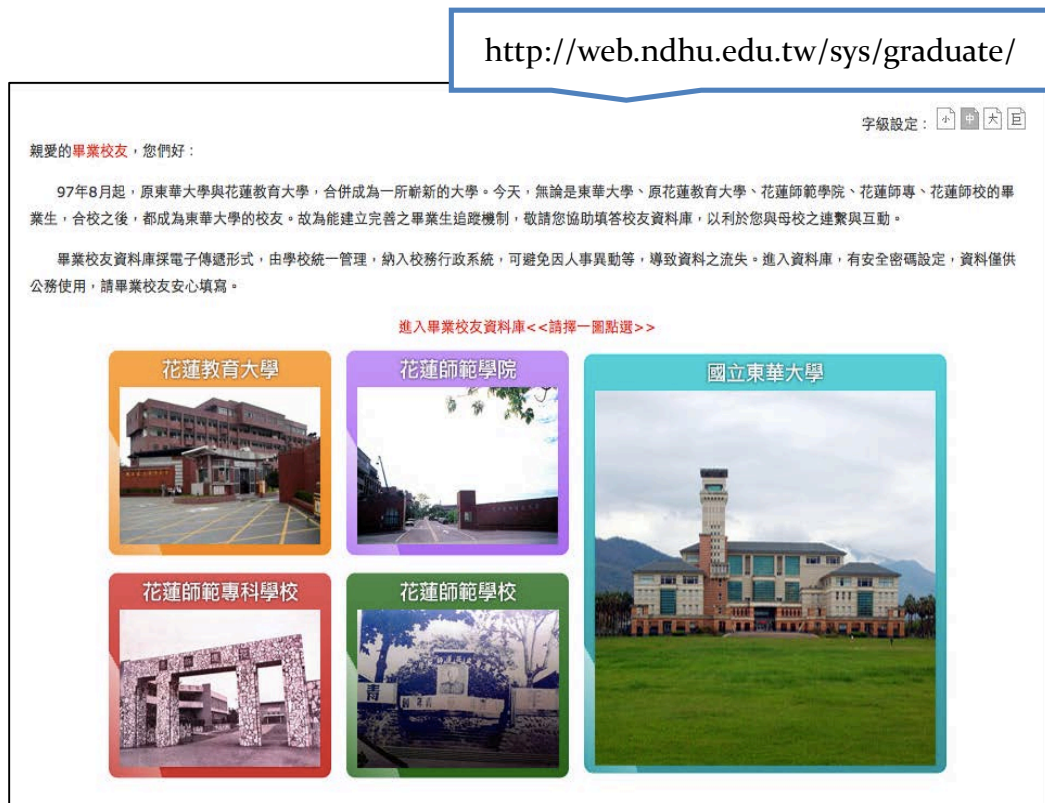 http://web.ndhu.edu.tw/sys/graduate/
字級設定： 小 中 大 巨
親愛的畢業校友，您們好：
97年8月起，原東華大學與花蓮教育大學，合併成為一所嶄新的大學。今天，無論是東華大學、原花蓮教育大學、花蓮師範學院、花蓮師專、花蓮師校的畢
業生，合校之後，都成為東華大學的校友。故為能建立完善之畢業生追蹤機制，敬請您協助填答校友資料庫，以利於您與母校之連繫與互動。
畢業校友資料庫採電子傳遞形式，由學校統一管理，納入校務行政系統，可避免因人事異動等，導致資料之流失。進入資料庫，有安全密碼設定，資料僅供
公務使用，請畢業校友安心填寫。
進入畢業校友資料庫<<請擇一圖點選>>
花蓮教育大學
花蓮師範學院
國立東華大學
花蓮師範專科學校
花蓮師範學校